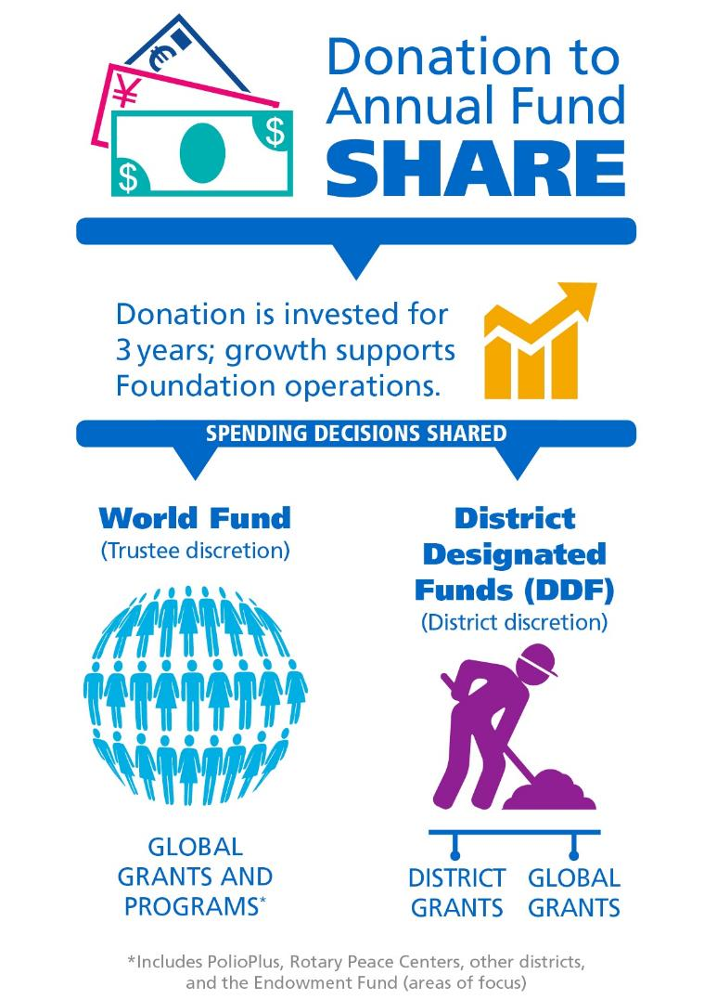 €
¥
$
$
Donation to
Annual Fund
SHARE
Donation is invested for
3 years; growth supports
Foundation operations.
SPENDING DECISIONS SHARED
World Fund
(Trustee discretion)
GLOBAL
GRANTS AND
PROGRAMS*
District
Designated
Funds (DDF)
(District discretion)
DISTRICT
GRANTS
GLOBAL
GRANTS
*Includes PolioPlus, Rotary Peace Centers, other districts,
and the Endowment Fund (areas of focus)